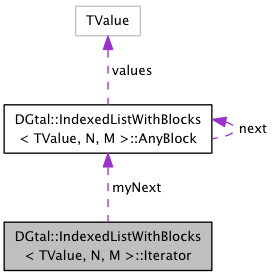 TValue
values
DGtal::IndexedListWithBlocks
< TValue, N, M >::AnyBlock
next
myNext
DGtal::IndexedListWithBlocks
< TValue, N, M >::Iterator